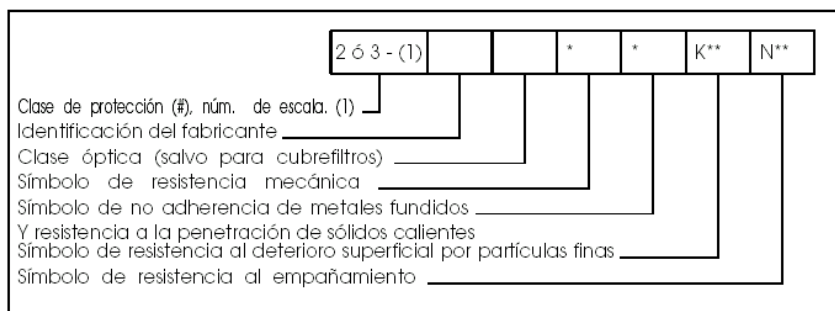 2 ó 3 - (1) * * K** N**
Clase de protección (#), núm. de escala. (1)
Identificación del fabricante
Clase óptica (salvo para cubrefiltros)
Símbolo de resistencia mecánica
Símbolo de no adherencia de metales fundidos
Y resistencia a la penetración de sólidos calientes
Símbolo de resistencia al deterioro superficial por partículas finas
Símbolo de resistencia al empañamiento